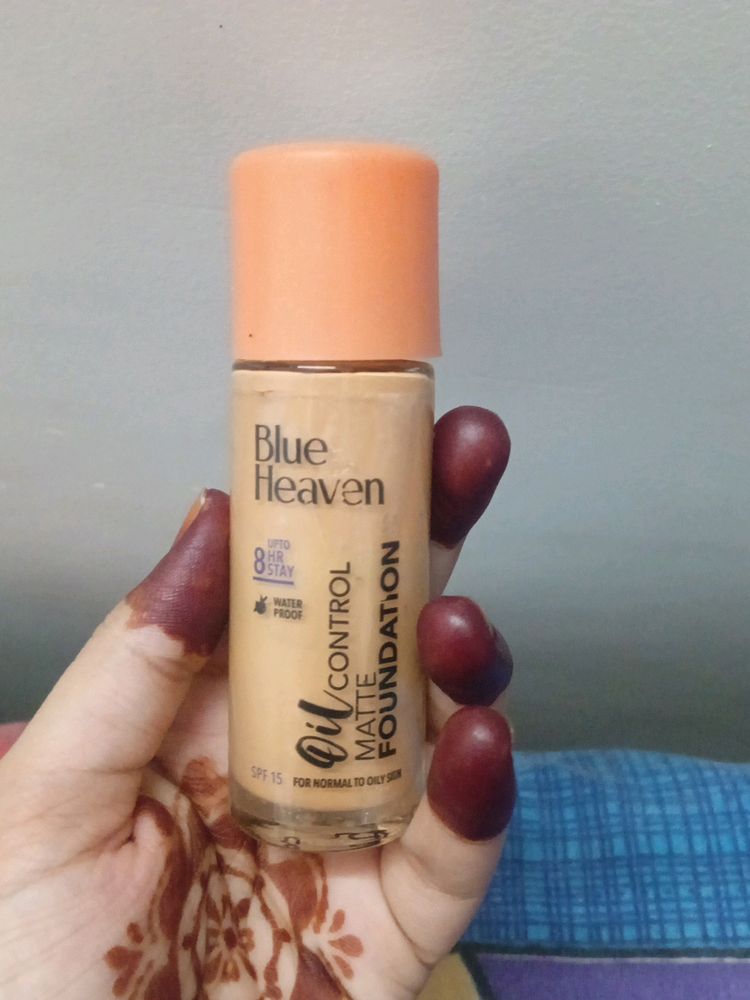 Blue
Heaven
UPTO
8 HR
STAY
WATER
PROOF
Oil CONTROL
MATTE
FOUNDATION
SPF 15
FOR NORMAL TO OILY SKIN